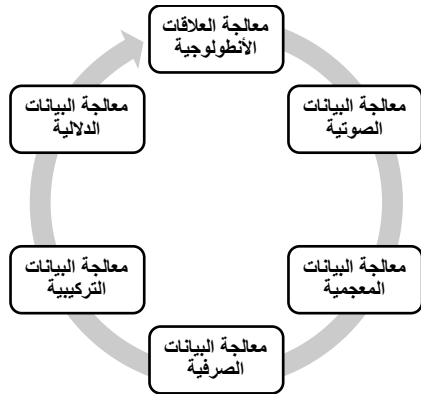 معالجة العلاقات
الأنطولوجية
معالجة البيانات
الصوتية
معالجة البيانات
المعجمية
معالجة البيانات
الصرفية
معالجة البيانات
التركيبية
معالجة البيانات
الدلالية